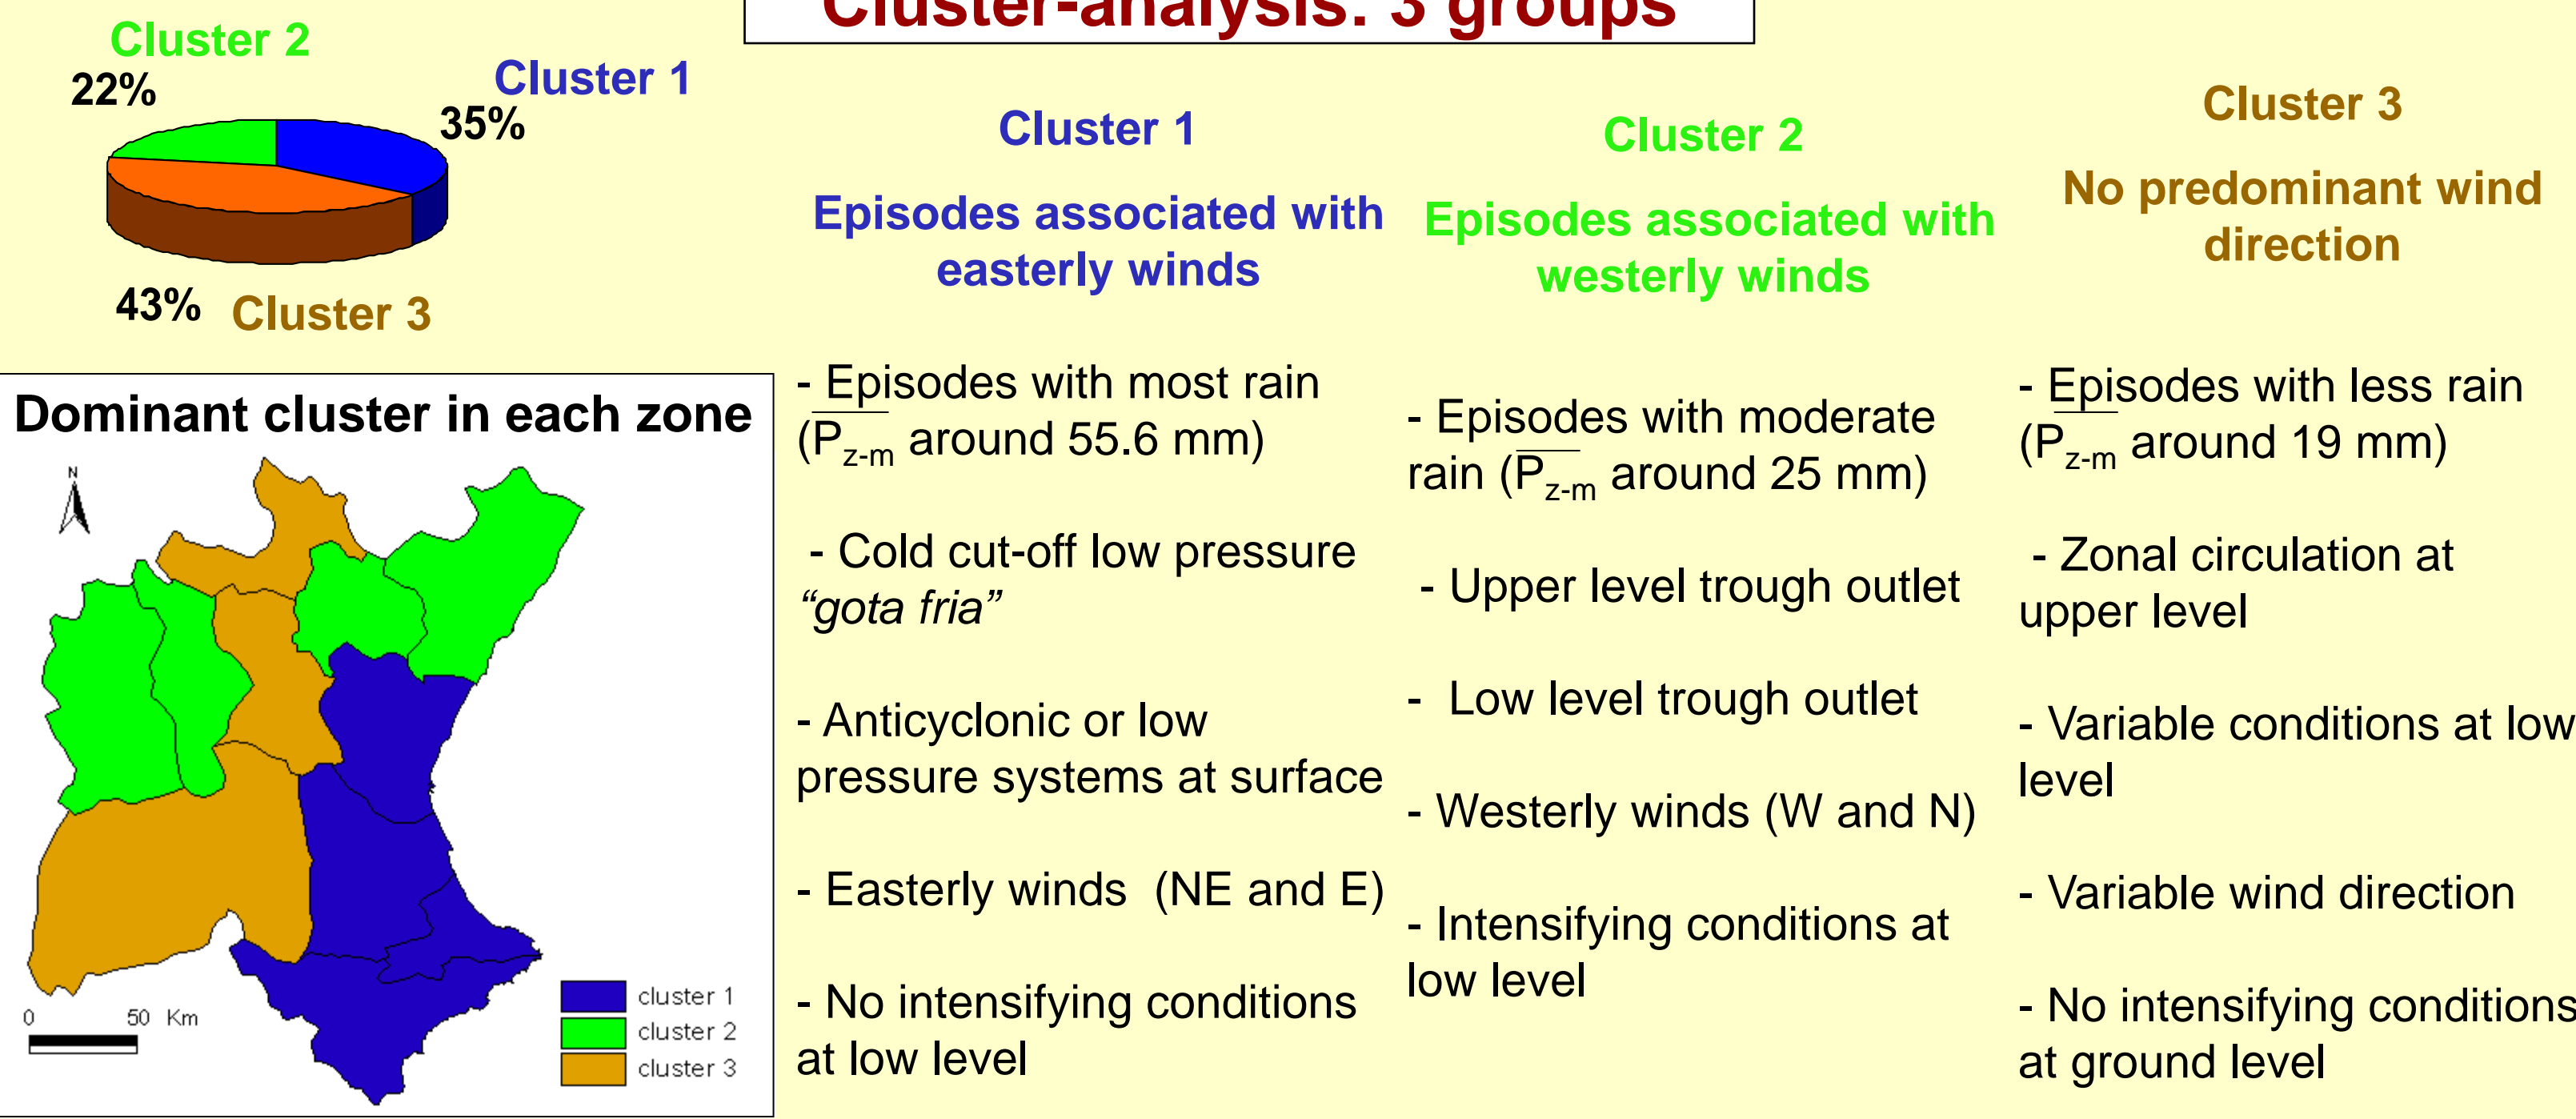 Cluster-analysis: 3 groups
Cluster 2
22%
Cluster 1
35%
43%
Cluster 3
Dominant cluster in each zone
N
0 50 Km
cluster 1
cluster 2
cluster 3
Cluster 1
Episodes associated with
easterly winds
- Episodes with most rain
(P̅z-m around 55.6 mm)
- Cold cut-off low pressure
“gota fria”
- Anticyclonic or low
pressure systems at surface
- Easterly winds (NE and E)
- No intensifying conditions
at low level
Cluster 2
Episodes associated with
westerly winds
- Episodes with moderate
rain (P̅z-m around 25 mm)
- Upper level trough outlet
- Low level trough outlet
- Westerly winds (W and N)
- Intensifying conditions at
low level
Cluster 3
No predominant wind
direction
- Episodes with less rain
(P̅z-m around 19 mm)
- Zonal circulation at
upper level
- Variable conditions at low
level
- Variable wind direction
- No intensifying conditions
at ground level